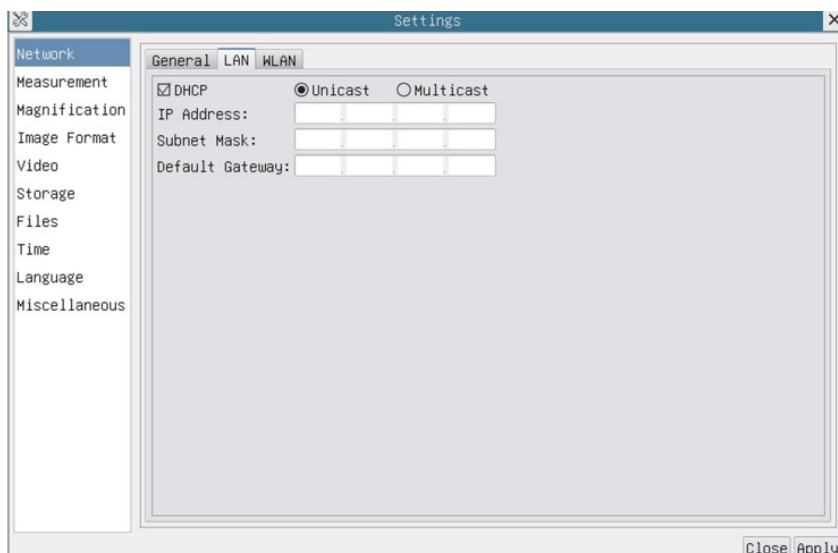 Settings
Network
Measurement
Magnification
Image Format
Video
Storage
Files
Time
Language
Miscellaneous
General LAN WLAN
DHCP Unicast Multicast
IP Address: . . .
Subnet Mask: . . .
Default Gateway: . . .
Close Apply